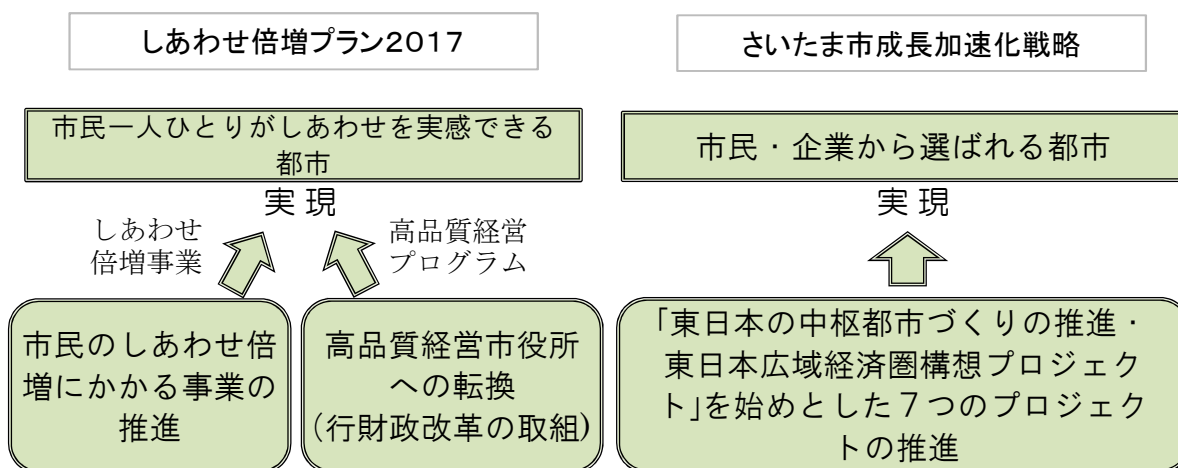 しあわせ倍増プラン2017
市民一人ひとりがしあわせを実感できる
都市
実 現
しあわせ
倍増事業
高品質経営
プログラム
市民のしあわせ倍
増にかかる事業の
推進
高品質経営市役所
への転換
(行財政改革の取組)
さいたま市成長加速化戦略
市民・企業から選ばれる都市
実 現
「東日本の中枢都市づくりの推進・
東日本広域経済圏構想プロジェク
ト」を始めとした７つのプロジェク
トの推進